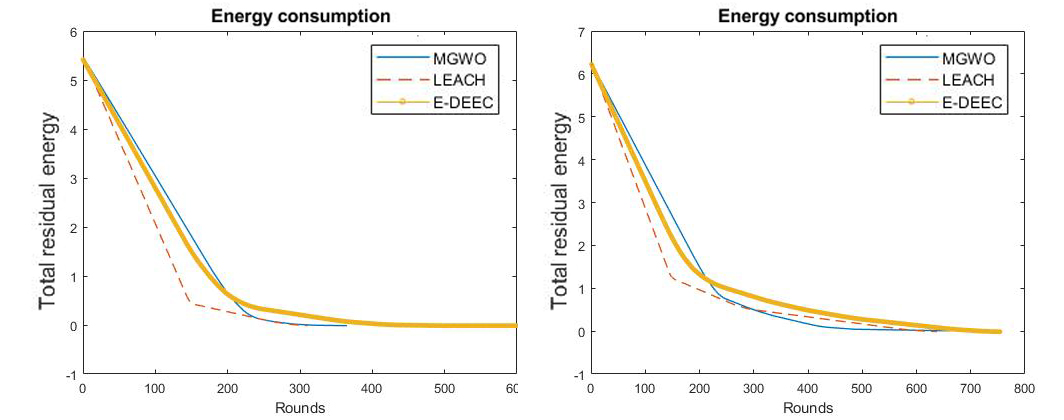 Energy consumption
6
5
4
3
2
1
0
-1
Total residual energy
MGWO
LEACH
E-DEEC
0 100 200 300 400 500
Rounds
Energy consumption
7
6
5
4
3
2
1
0
-1
Total residual energy
MGWO
LEACH
E-DEEC
0 100 200 300 400 500 600 700 800
Rounds